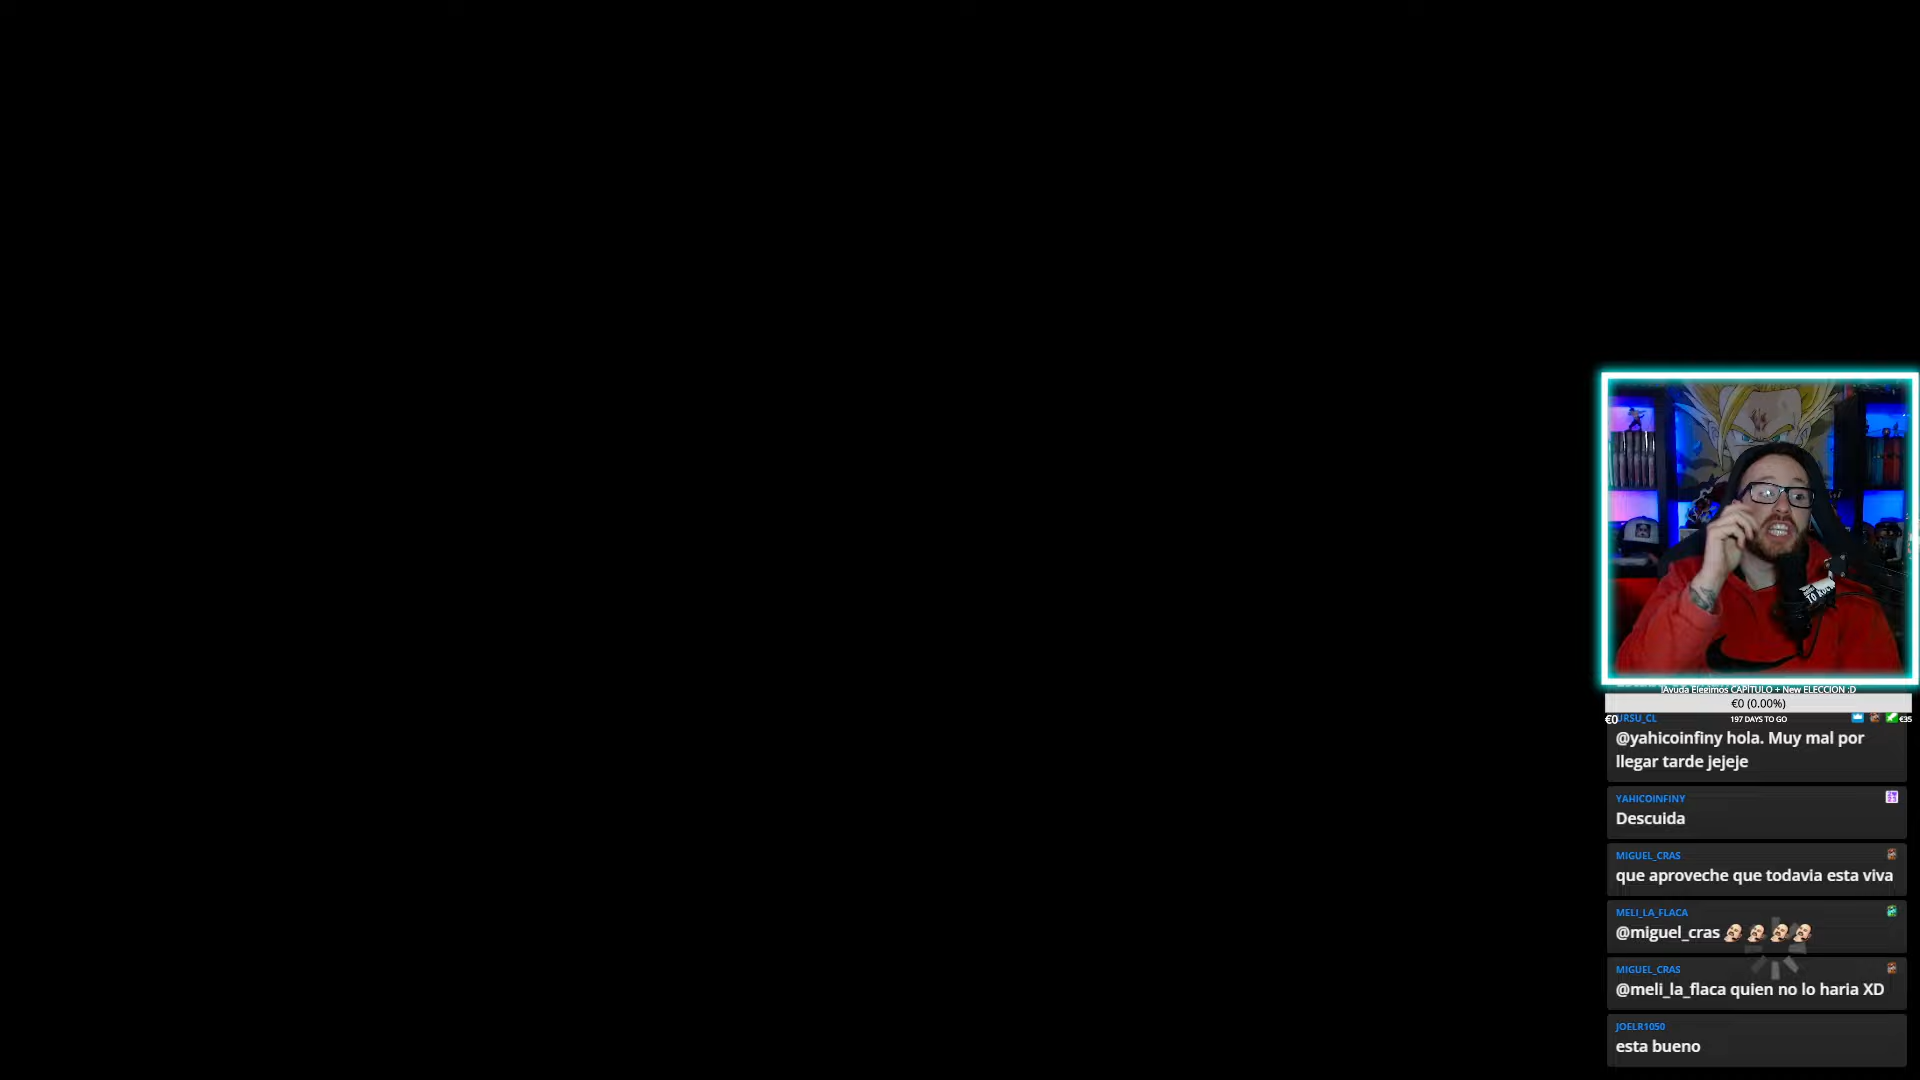 ¡Ayuda Elegimos CAPITULO + New ELECCION :D
€0 (0.00%)
€0
197 DAYS TO GO
€35
URSU_CL
@yahicoinfiny hola. Muy mal por
llegar tarde jejeje
YAHICOINFINY
Descuida
MIGUEL_CRAS
que aproveche que todavia esta viva
MELI_LA_FLACA
@miguel_cras
MIGUEL_CRAS
@meli_la_flaca quien no lo haria XD
JOELR1050
esta bueno